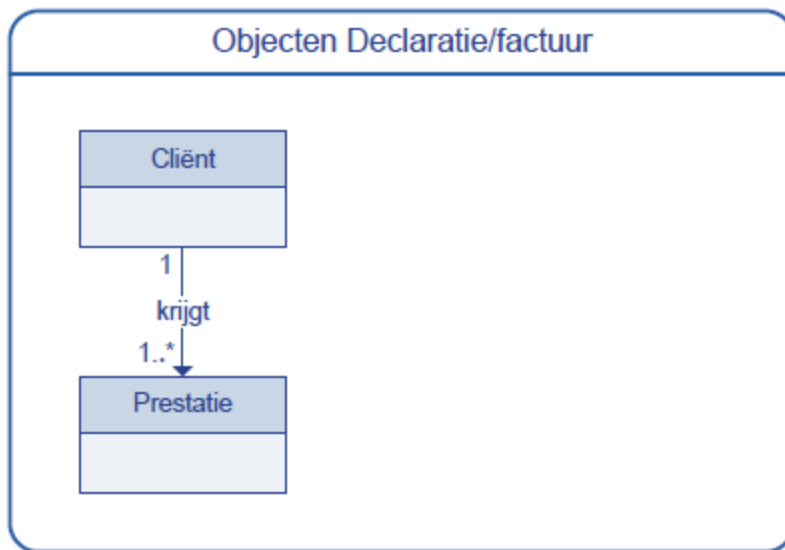 Objecten Declaratie/factuur
Cliënt
1
krijgt
1..*
Prestatie